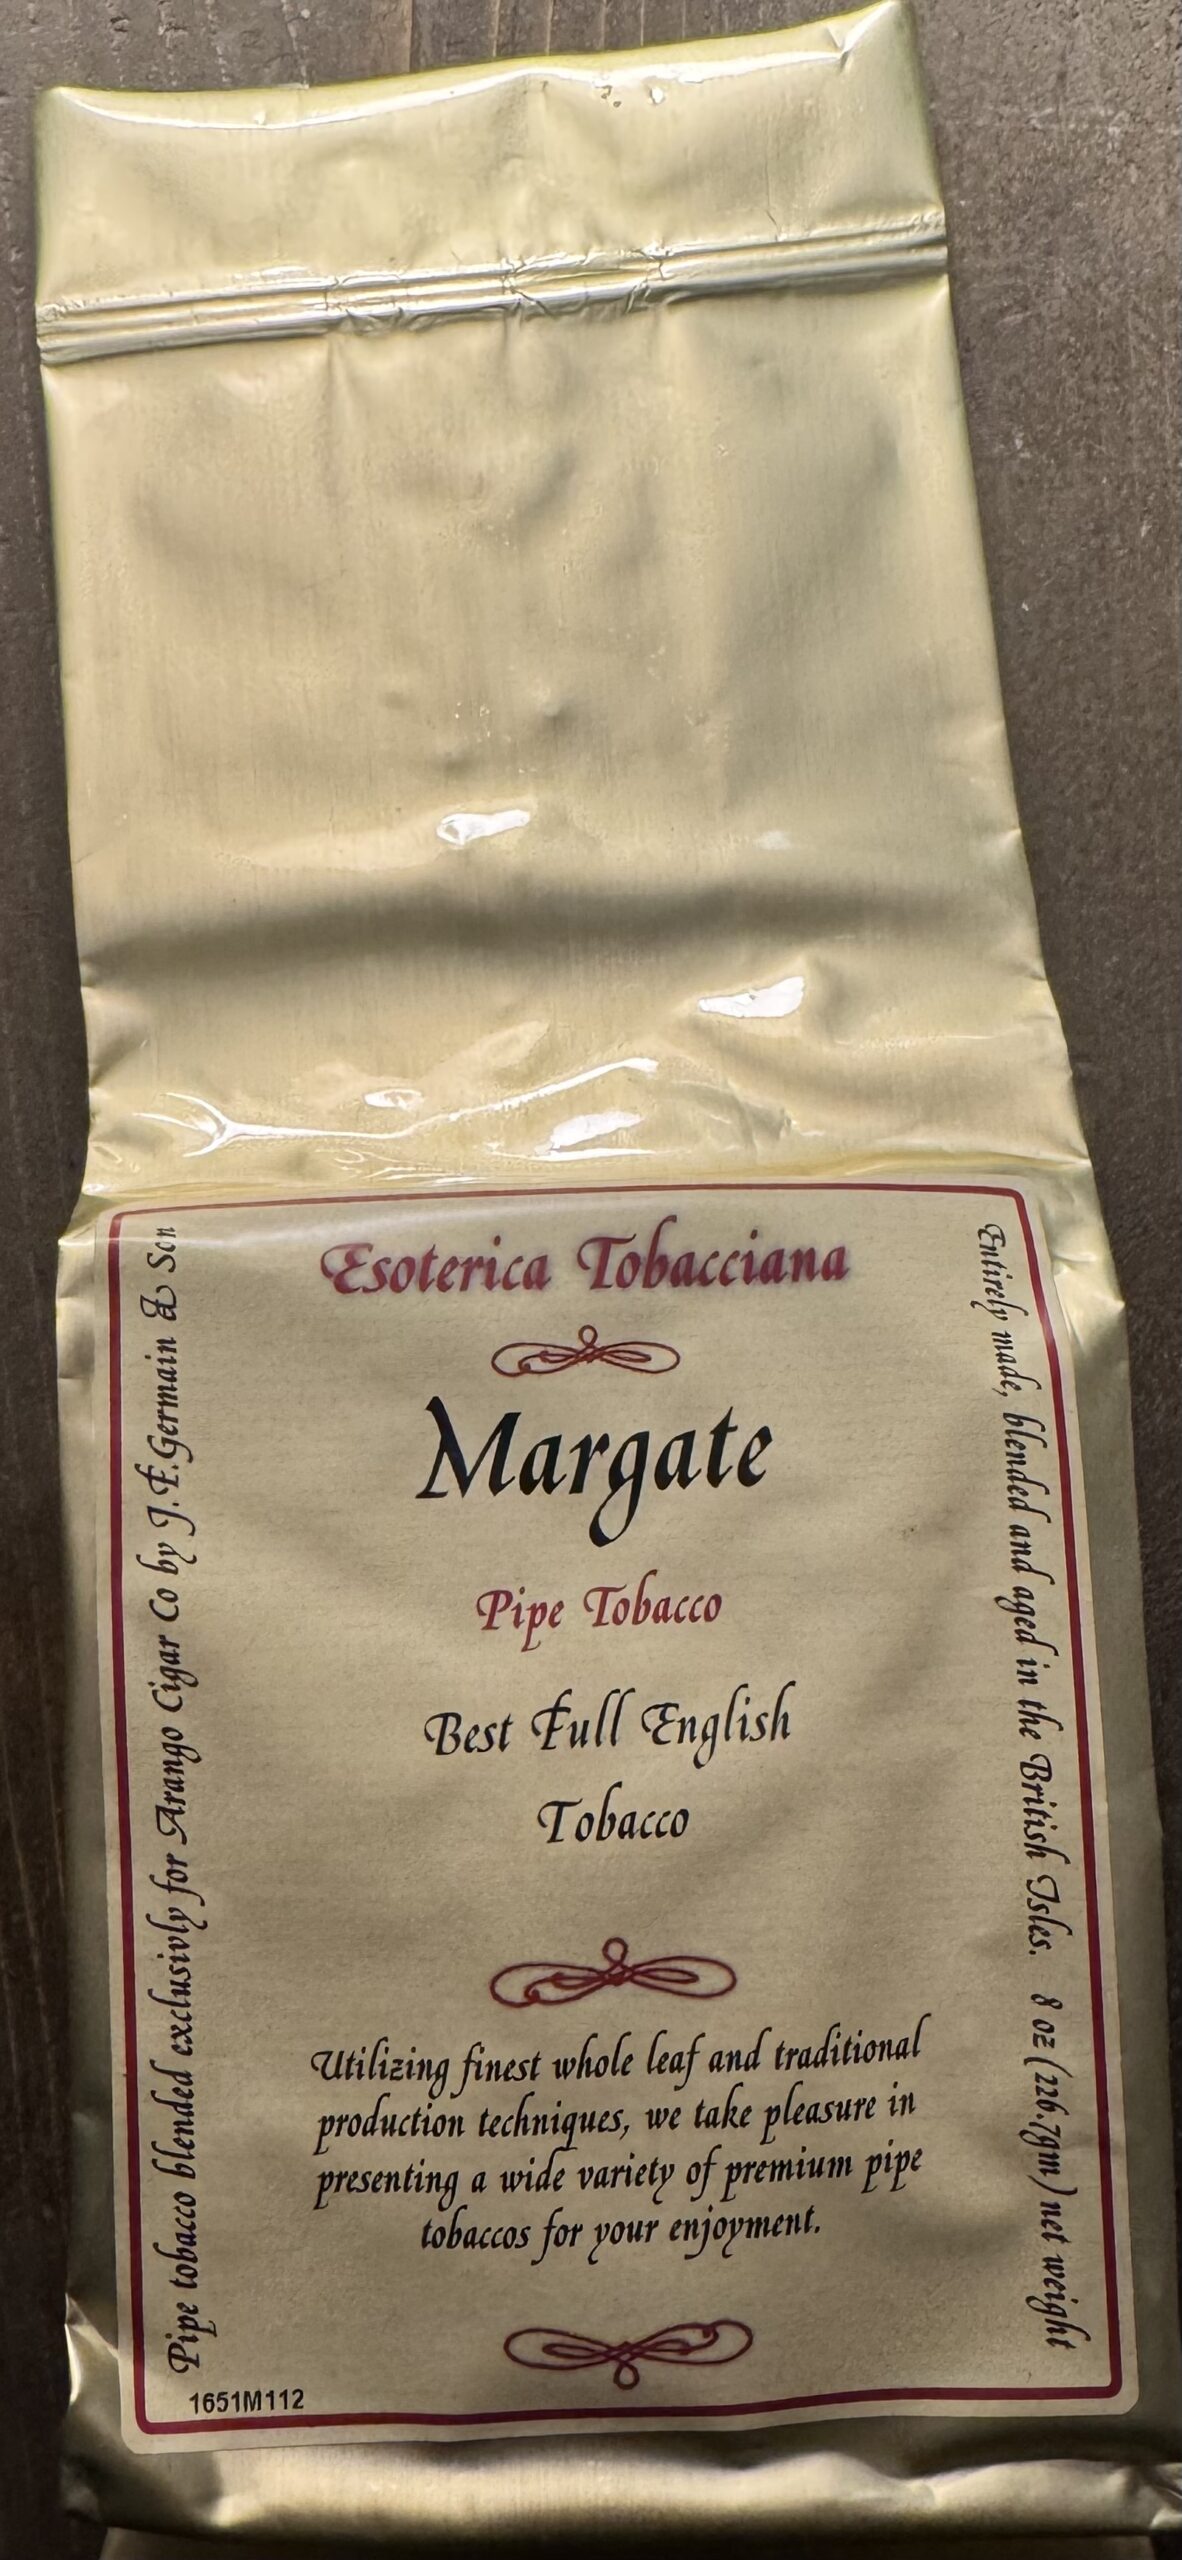 Esoterica Tobacciana
Margate
Pipe Tobacco
Best Full English
Tobacco
Utilizing finest whole leaf and traditional
production techniques, we take pleasure in
presenting a wide variety of premium pipe
tobaccos for your enjoyment.
Pipe tobacco blended exclusivly for Arango Cigar Co by J.F.Germain & Son
Entirely made, blended and aged in the British Isles. 8 oz (226.7gm) net weight
1651M112